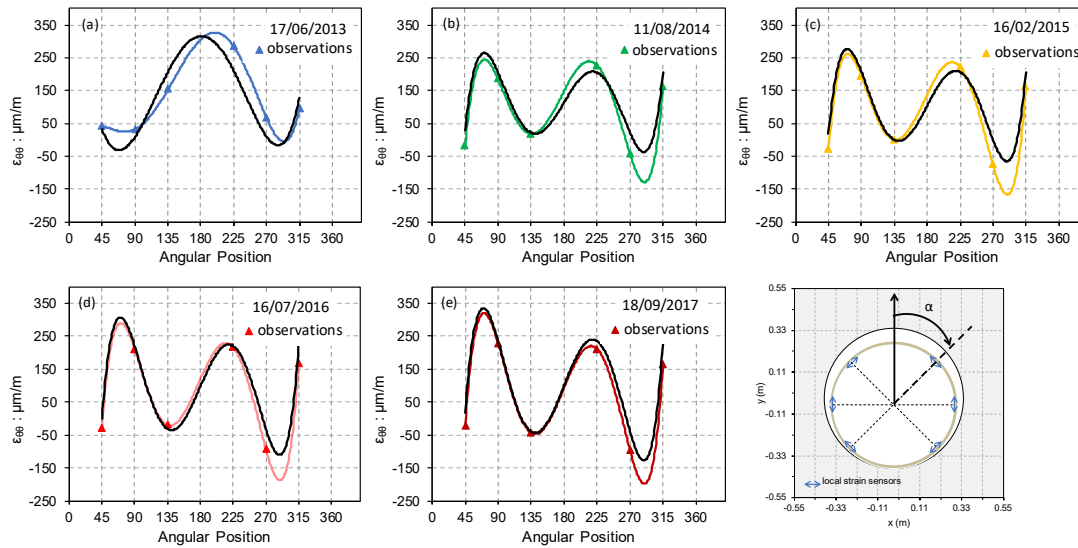 (a) 17/06/2013
observations
350
250
150
50
-50
-150
-250
εθθ : µm/m
0 45 90 135 180 225 270 315 360
Angular Position
(b) 11/08/2014
observations
350
250
150
50
-50
-150
-250
εθθ : µm/m
0 45 90 135 180 225 270 315 360
Angular Position
(c) 16/02/2015
observations
350
250
150
50
-50
-150
-250
εθθ : µm/m
0 45 90 135 180 225 270 315 360
Angular Position
(d) 16/07/2016
observations
350
250
150
50
-50
-150
-250
εθθ : µm/m
0 45 90 135 180 225 270 315 360
Angular Position
(e) 18/09/2017
observations
350
250
150
50
-50
-150
-250
εθθ : µm/m
0 45 90 135 180 225 270 315 360
Angular Position
0.55
0.33
0.11
-0.11
-0.33
-0.55
y (m)
α
local strain sensors
-0.55 -0.33 -0.11 0.11 0.33 0.55
x (m)